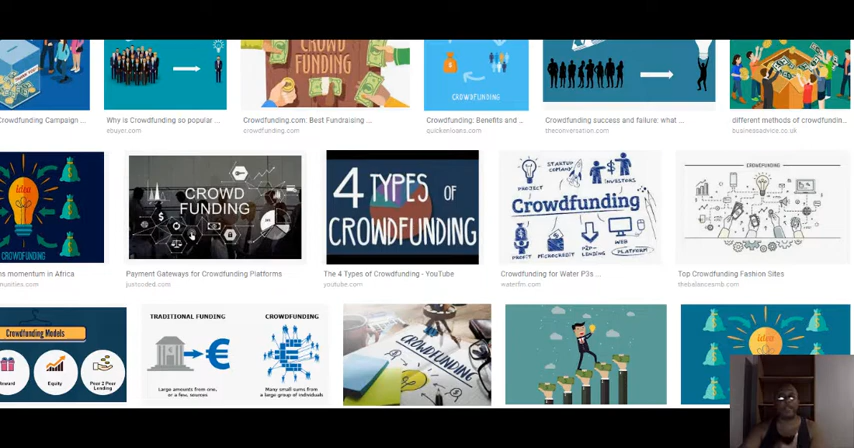 CROWD
FUNDING
CROWDFUNDING
Crowdfunding Campaign ...
Why is Crowdfunding so popular ...
ebuyer.com
Crowdfunding.com: Best Fundraising ...
crowdfunding.com
Crowdfunding: Benefits and ...
quickenloans.com
Crowdfunding success and failure: what ...
theconversation.com
different methods of crowdfundin...
businessadvice.co.uk
idea
CROWDFUNDING
CROWD
FUNDING
4 TYPES OF
CROWDFUNDING
PROJECT
STARTUP
COMPANY
INVESTORS
Crowdfunding
PROFIT
MICROCREDIT
P2P-
LENDING
WEB
PLATFORM
CROWDFUNDING
momentum in Africa
Payment Gateways for Crowdfunding Platforms
The 4 Types of Crowdfunding - YouTube
youtube.com
Crowdfunding for Water P3s ...
waterfm.com
Top Crowdfunding Fashion Sites
thebalancesmb.com
Crowdfunding Models
Reward
Equity
Peer 2 Peer
Lending
TRADITIONAL FUNDING
CROWDFUNDING
Large amounts from one,
or a few, sources
Many small sums from
a large group of individuals
CROWDFUNDING
idea